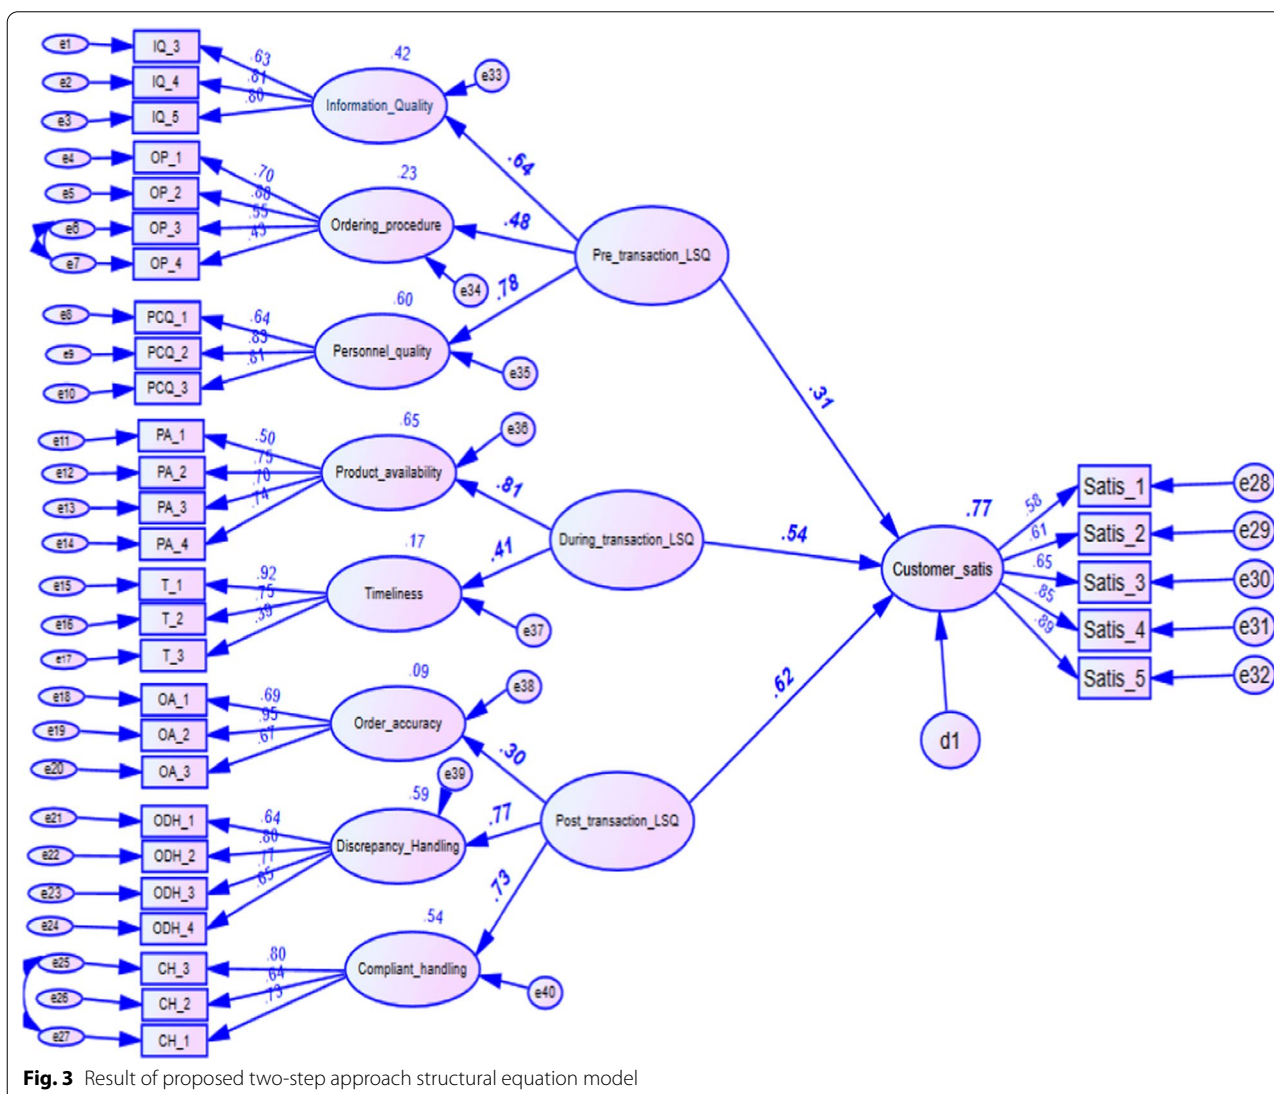 e1 IQ_3 .63 .42
e2 IQ_4 .81 Information_Quality e33
e3 IQ_5 .80
.64
e4 OP_1 .70 .23
e5 OP_2 .68
e6 OP_3 .55 Ordering_procedure .48 Pre_transaction_LSQ
e7 OP_4 .43
e34 .78
e8 PCQ_1 .64 .60
e9 PCQ_2 .83 Personnel_quality
e10 PCQ_3 .81 e35
.31
e11 PA_1 .50 .65 e36
e12 PA_2 .75 Product_availability
e13 PA_3 .70 .81
e14 PA_4 .74
.17 During_transaction_LSQ .54
e15 T_1 .92 .41
e16 T_2 .75 Timeliness
e17 T_3 .39 e37
.77 Customer_satis
.58 Satis_1 e28
.61 Satis_2 e29
.65 Satis_3 e30
.85 Satis_4 e31
.89 Satis_5 e32
d1
.62
e18 OA_1 .69 .09 e38
e19 OA_2 .95 Order_accuracy
e20 OA_3 .67 .30
e39
e21 ODH_1 .64 .59
e22 ODH_2 .80 Discrepancy_Handling .77 Post_transaction_LSQ
e23 ODH_3 .77
e24 ODH_4 .65
.73
.54
e25 CH_3 .80 Compliant_handling
e26 CH_2 .64 e40
e27 CH_1 .73
Fig. 3 Result of proposed two-step approach structural equation model